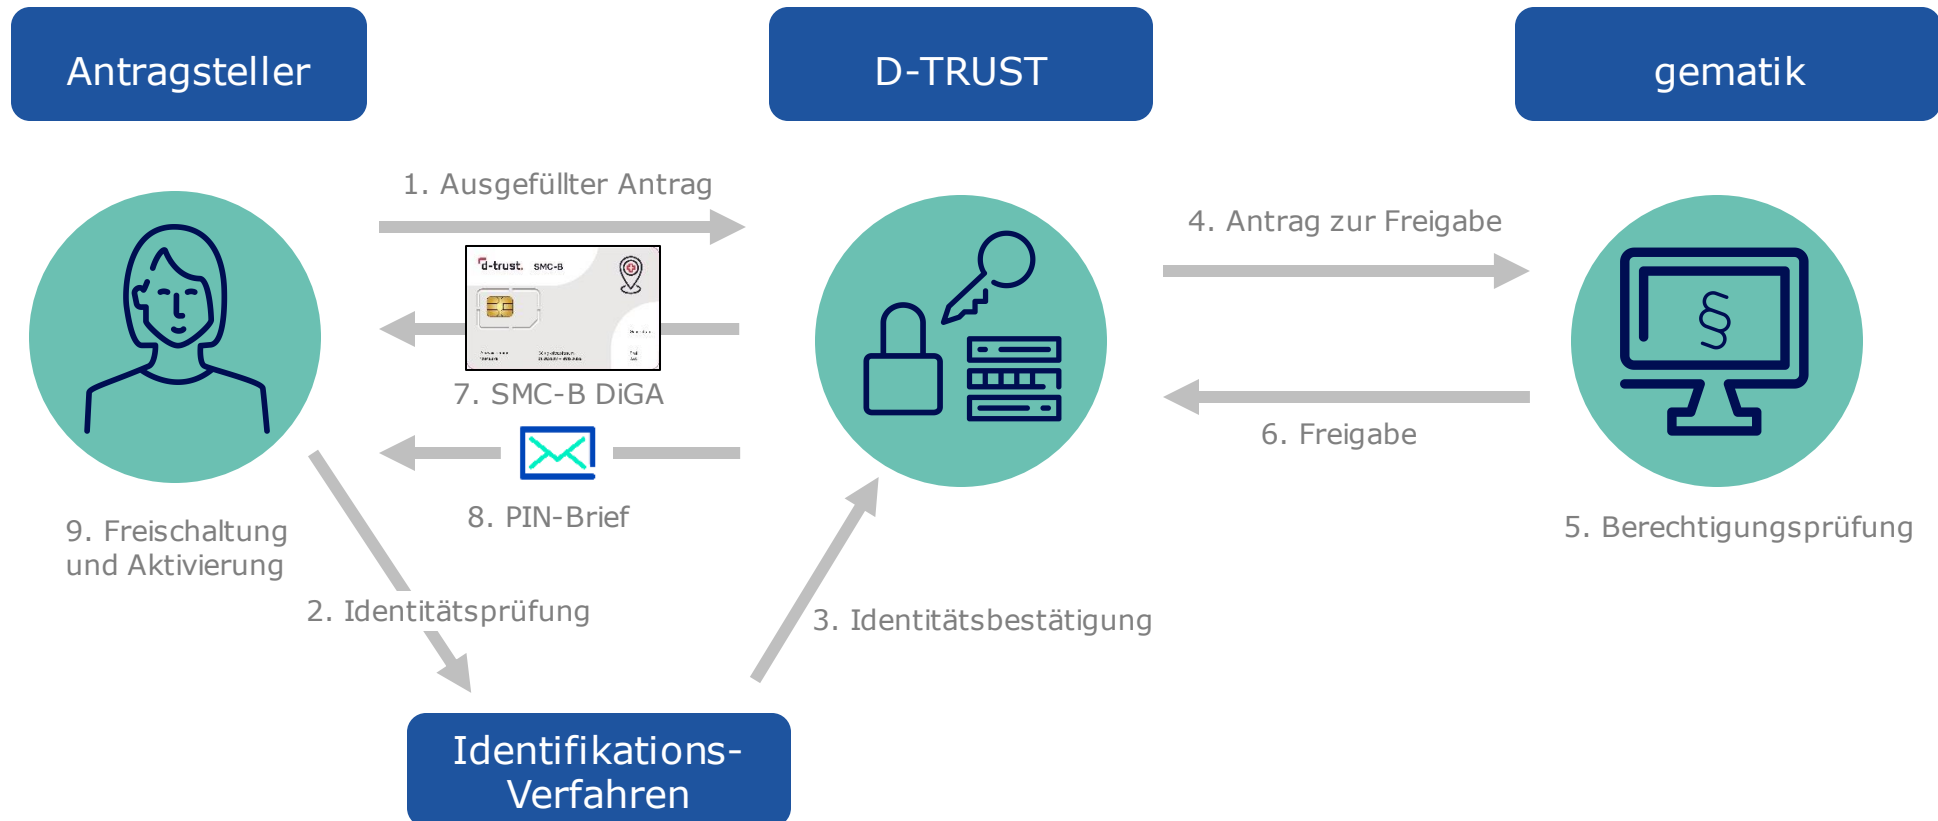 Antragsteller
D-TRUST
gematik
1. Ausgefüllter Antrag
4. Antrag zur Freigabe
d-trust. SMC-B
7. SMC-B DiGA
6. Freigabe
8. PIN-Brief
9. Freischaltung
und Aktivierung
5. Berechtigungsprüfung
2. Identitätsprüfung
3. Identitätsbestätigung
Identifikations-
Verfahren